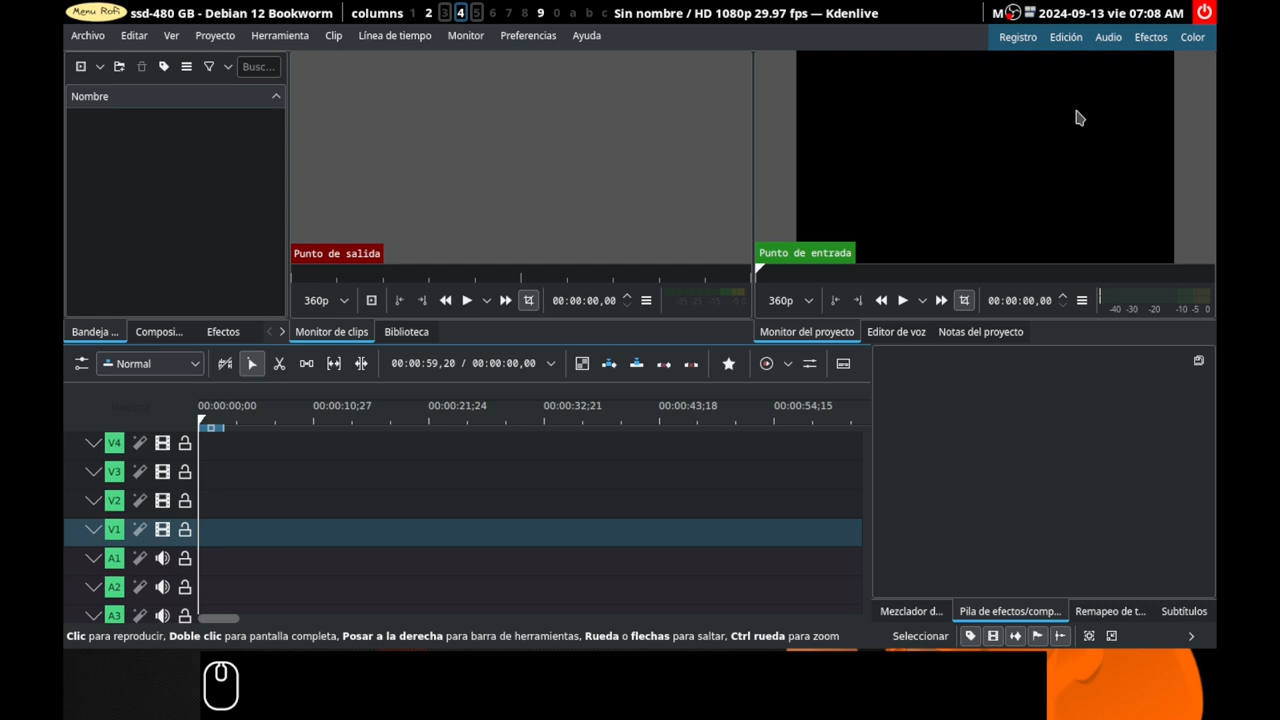 Menu Rofi ssd-480 GB - Debian 12 Bookworm columns 1 2 3 4 5 6 7 8 9 0 a b c Sin nombre / HD 1080p 29.97 fps — Kdenlive M 2024-09-13 vie 07:08 AM
Archivo Editar Ver Proyecto Herramienta Clip Línea de tiempo Monitor Preferencias Ayuda Registro Edición Audio Efectos Color
Busc...
Nombre
Punto de salida Punto de entrada
360p 00:00:00,00 -35 -25 -15 -5 0 360p 00:00:00,00 -40 -30 -20 -10 -5 0
Bandeja ... Composi... Efectos Monitor de clips Biblioteca Monitor del proyecto Editor de voz Notas del proyecto
Normal 00:00:59,20 / 00:00:00,00
Maestra 00:00:00;00 00:00:10;27 00:00:21;24 00:00:32;21 00:00:43;18 00:00:54;15
V4
V3
V2
V1
A1
A2
A3
Mezclador d... Pila de efectos/comp... Remapeo de t... Subtítulos
Clic para reproducir, Doble clic para pantalla completa, Posar a la derecha para barra de herramientas, Rueda o flechas para saltar, Ctrl rueda para zoom Seleccionar